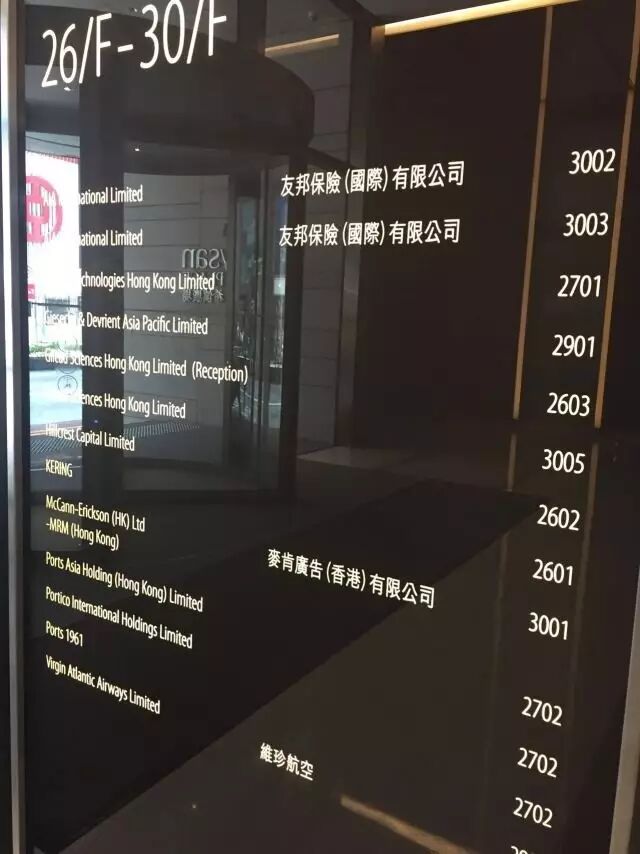 26/F-30/F
International Limited 友邦保險(國際)有限公司 3002
International Limited 友邦保險(國際)有限公司 3003
Technologies Hong Kong Limited 2701
Giesecke & Devrient Asia Pacific Limited 2901
Gilead Sciences Hong Kong Limited (Reception) 2603
Sciences Hong Kong Limited 3005
Hillcrest Capital Limited 2602
KERING 2601
McCann-Erickson (HK) Ltd 麥肯廣告(香港)有限公司 3001
-MRM (Hong Kong)
Ports Asia Holding (Hong Kong) Limited 2702
Portico International Holdings Limited 2702
Ports 1961 2702
Virgin Atlantic Airways Limited 維珍航空